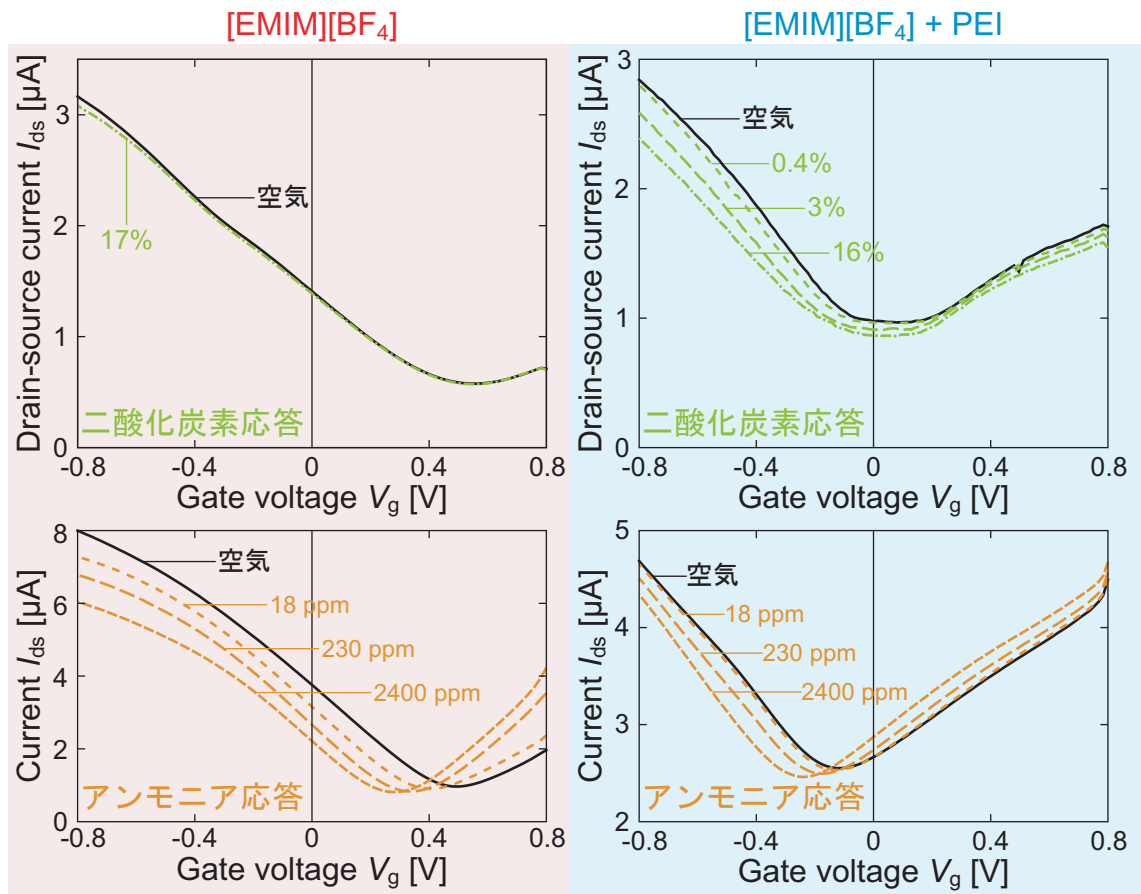 [EMIM][BF4]
[EMIM][BF4] + PEI
Drain-source current Ids [µA]
3
2
1
0
空気
17%
空気
二酸化炭素応答
-0.8
-0.4
0
0.4
0.8
Gate voltage Vg [V]
Drain-source current Ids [µA]
3
2
1
0
空気
0.4%
3%
16%
二酸化炭素応答
-0.8
-0.4
0
0.4
0.8
Gate voltage Vg [V]
Current Ids [µA]
8
6
4
2
0
空気
18 ppm
230 ppm
2400 ppm
アンモニア応答
-0.8
-0.4
0
0.4
0.8
Gate voltage Vg [V]
Current Ids [µA]
5
4
3
2
空気
18 ppm
230 ppm
2400 ppm
アンモニア応答
-0.8
-0.4
0
0.4
0.8
Gate voltage Vg [V]